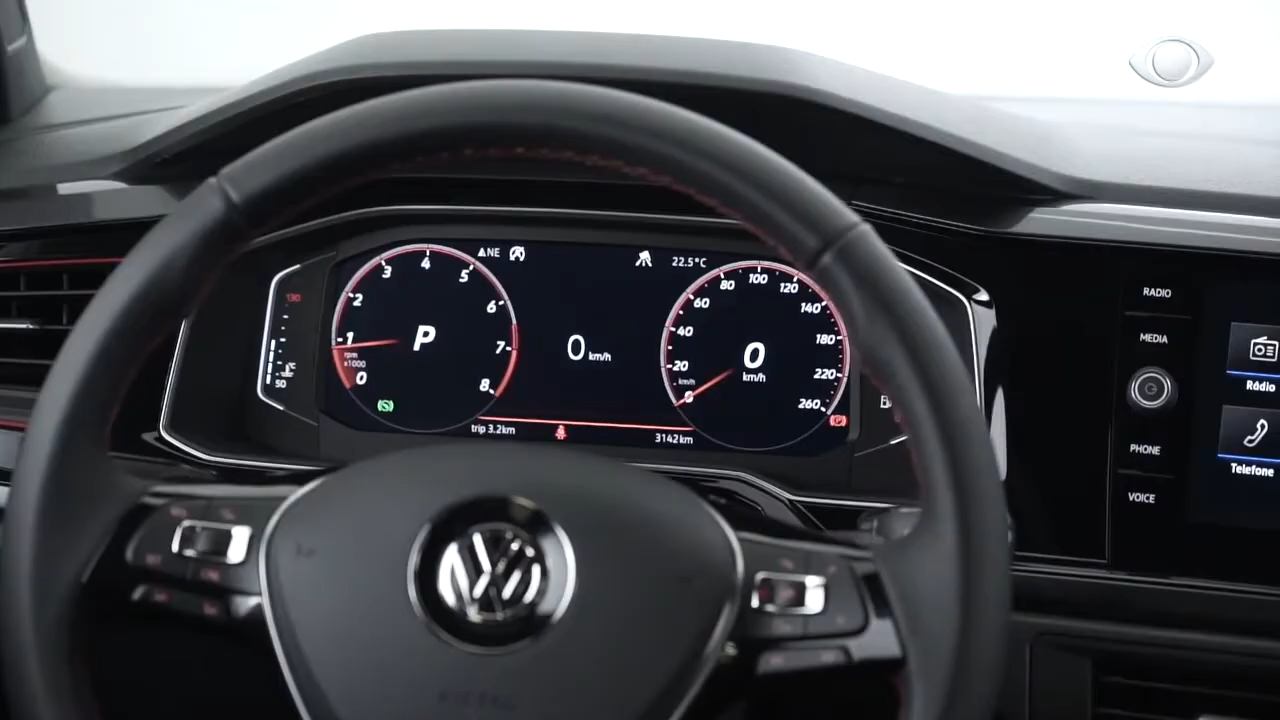 NE
22.5°C
130
50
1
2
3
4
5
6
7
8
0
rpm
x1000
P
0 km/h
0
20
40
60
80
100
120
140
180
220
260
km/h
0
km/h
trip 3.2km
3142km
RADIO
MEDIA
PHONE
VOICE
Rádio
Telefone